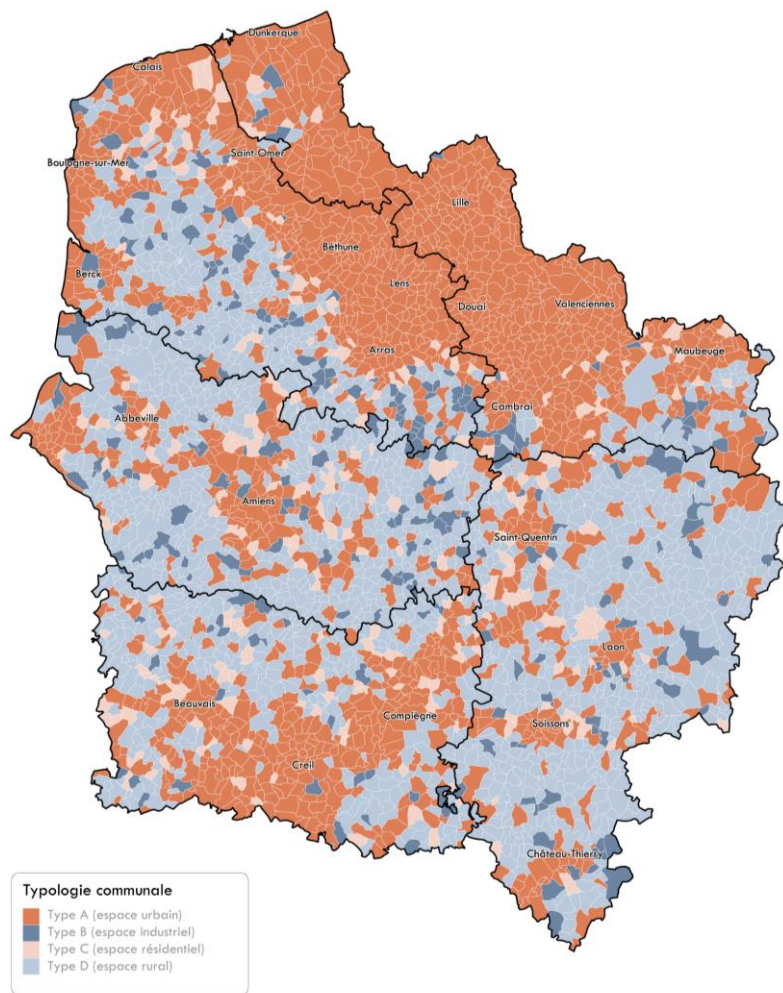 Dunkerque
Calais
Saint-Omer
Boulogne-sur-Mer
Lille
Béthune
Berck
Lens
Douai
Valenciennes
Arras
Maubeuge
Cambrai
Abbeville
Amiens
Saint-Quentin
Laon
Beauvais
Compiègne
Soissons
Creil
Château-Thierry
Typologie communale
Type A (espace urbain)
Type B (espace industriel)
Type C (espace résidentiel)
Type D (espace rural)